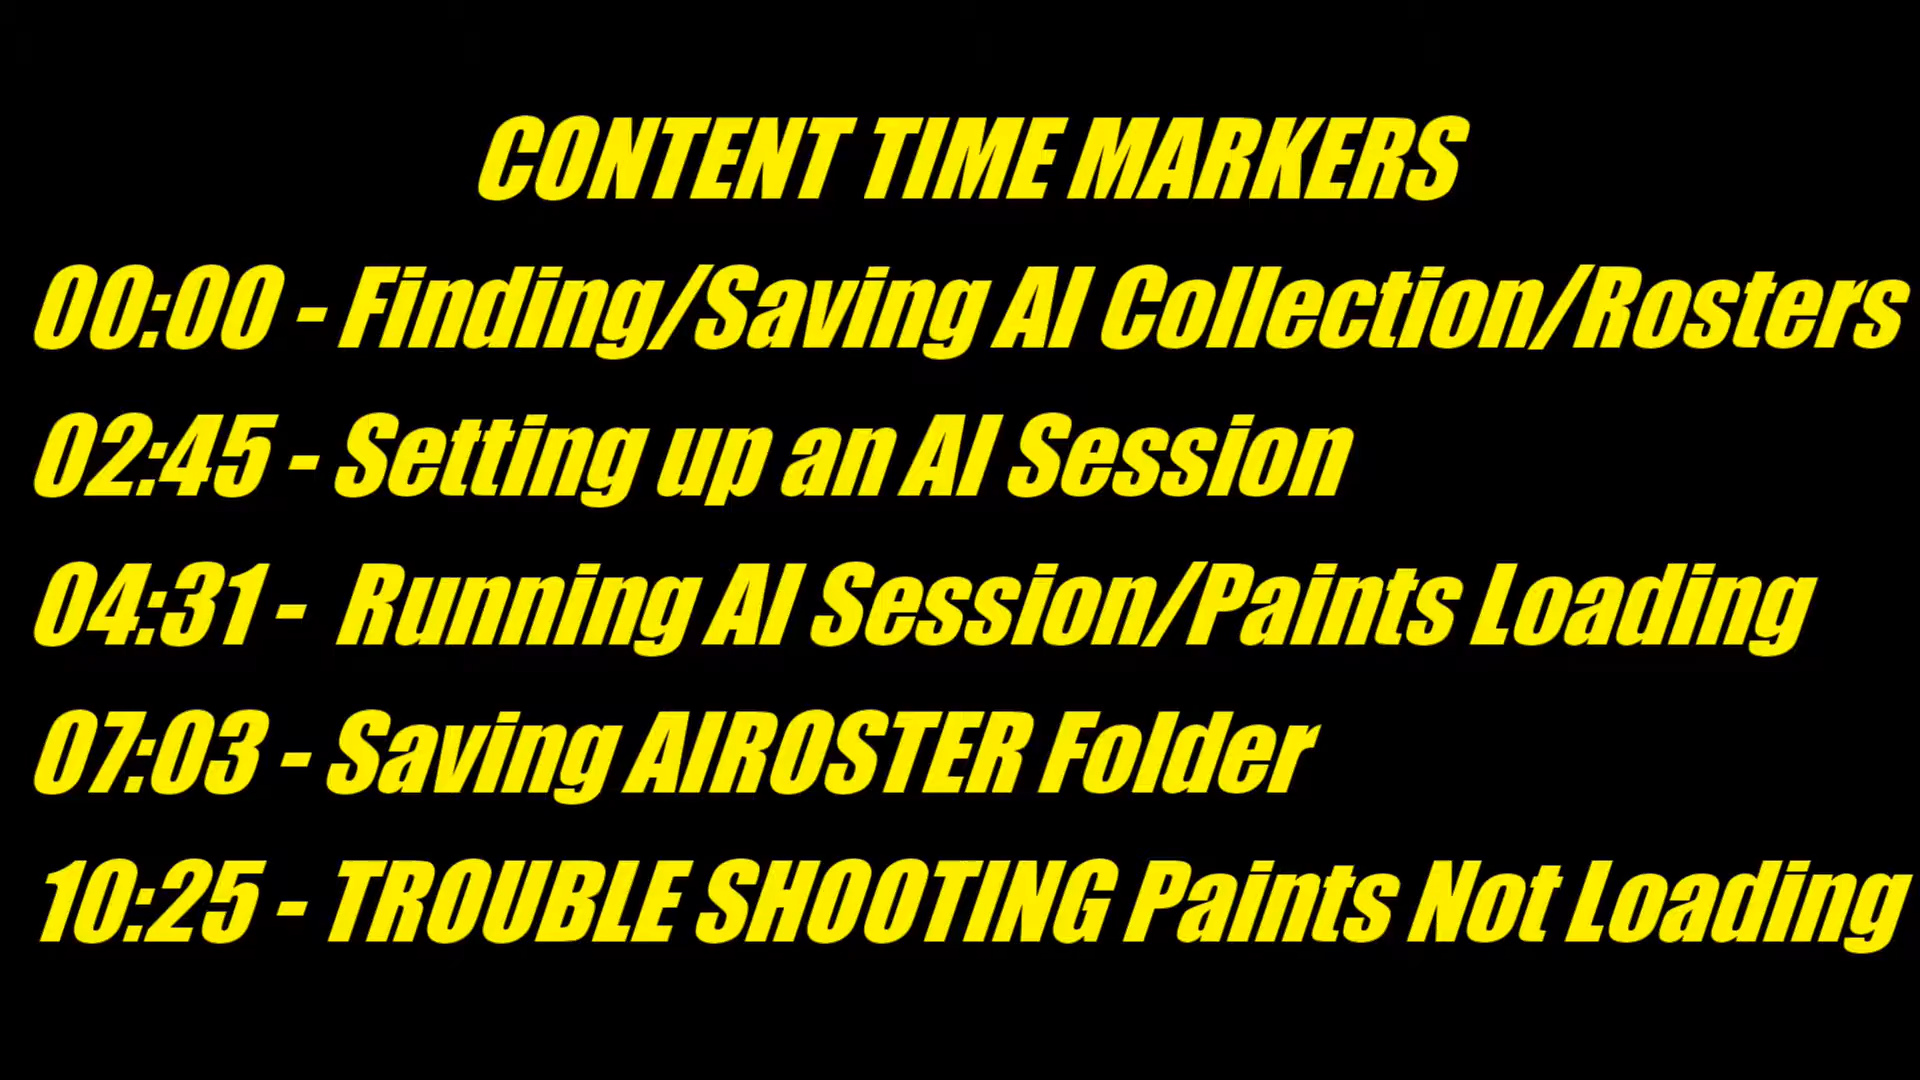 CONTENT TIME MARKERS
00:00 - Finding/Saving AI Collection/Rosters
02:45 - Setting up an AI Session
04:31 - Running AI Session/Paints Loading
07:03 - Saving AIROSTER Folder
10:25 - TROUBLE SHOOTING Paints Not Loading